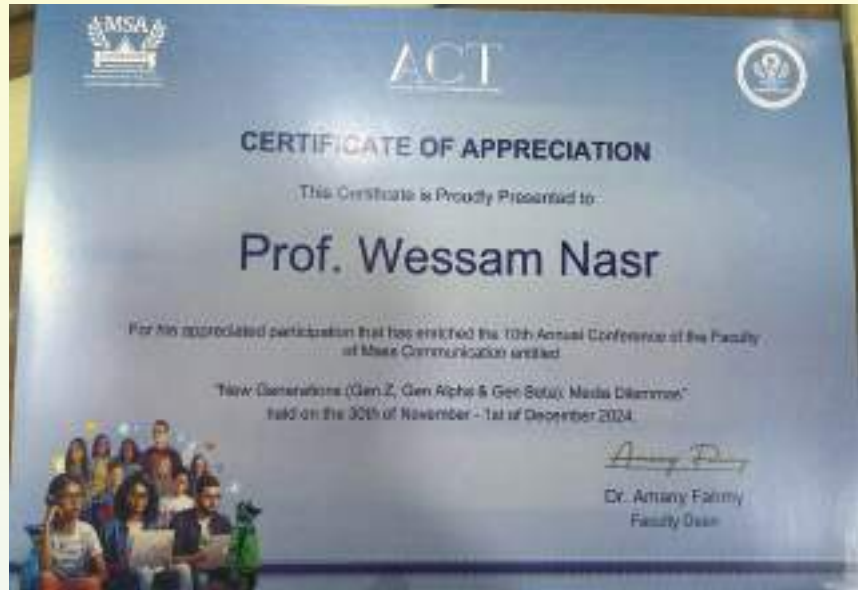 MSA
ACT
CERTIFICATE OF APPRECIATION
This Certificate is Proudly Presented to
Prof. Wessam Nasr
For his appreciated participation that has enriched the 10th Annual Conference of the Faculty
of Mass Communication entitled
"New Generations (Gen Z, Gen Alpha & Gen Beta): Media Dilemmas"
held on the 30th of November - 1st of December 2024.
Dr. Amany Fahmy
Faculty Dean